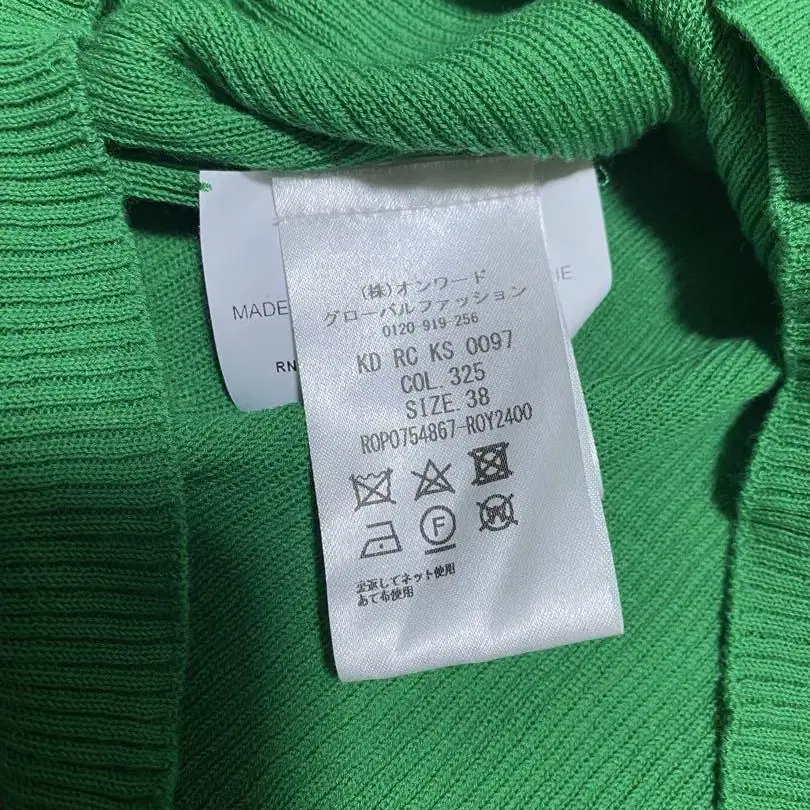 (株)オンワード
グローバルファッション
0120-919-256
MADE
RN
KD RC KS 0097
COL.325
SIZE.38
ROP0754867-ROY2400
F
W
裏返してネット使用
あて布使用